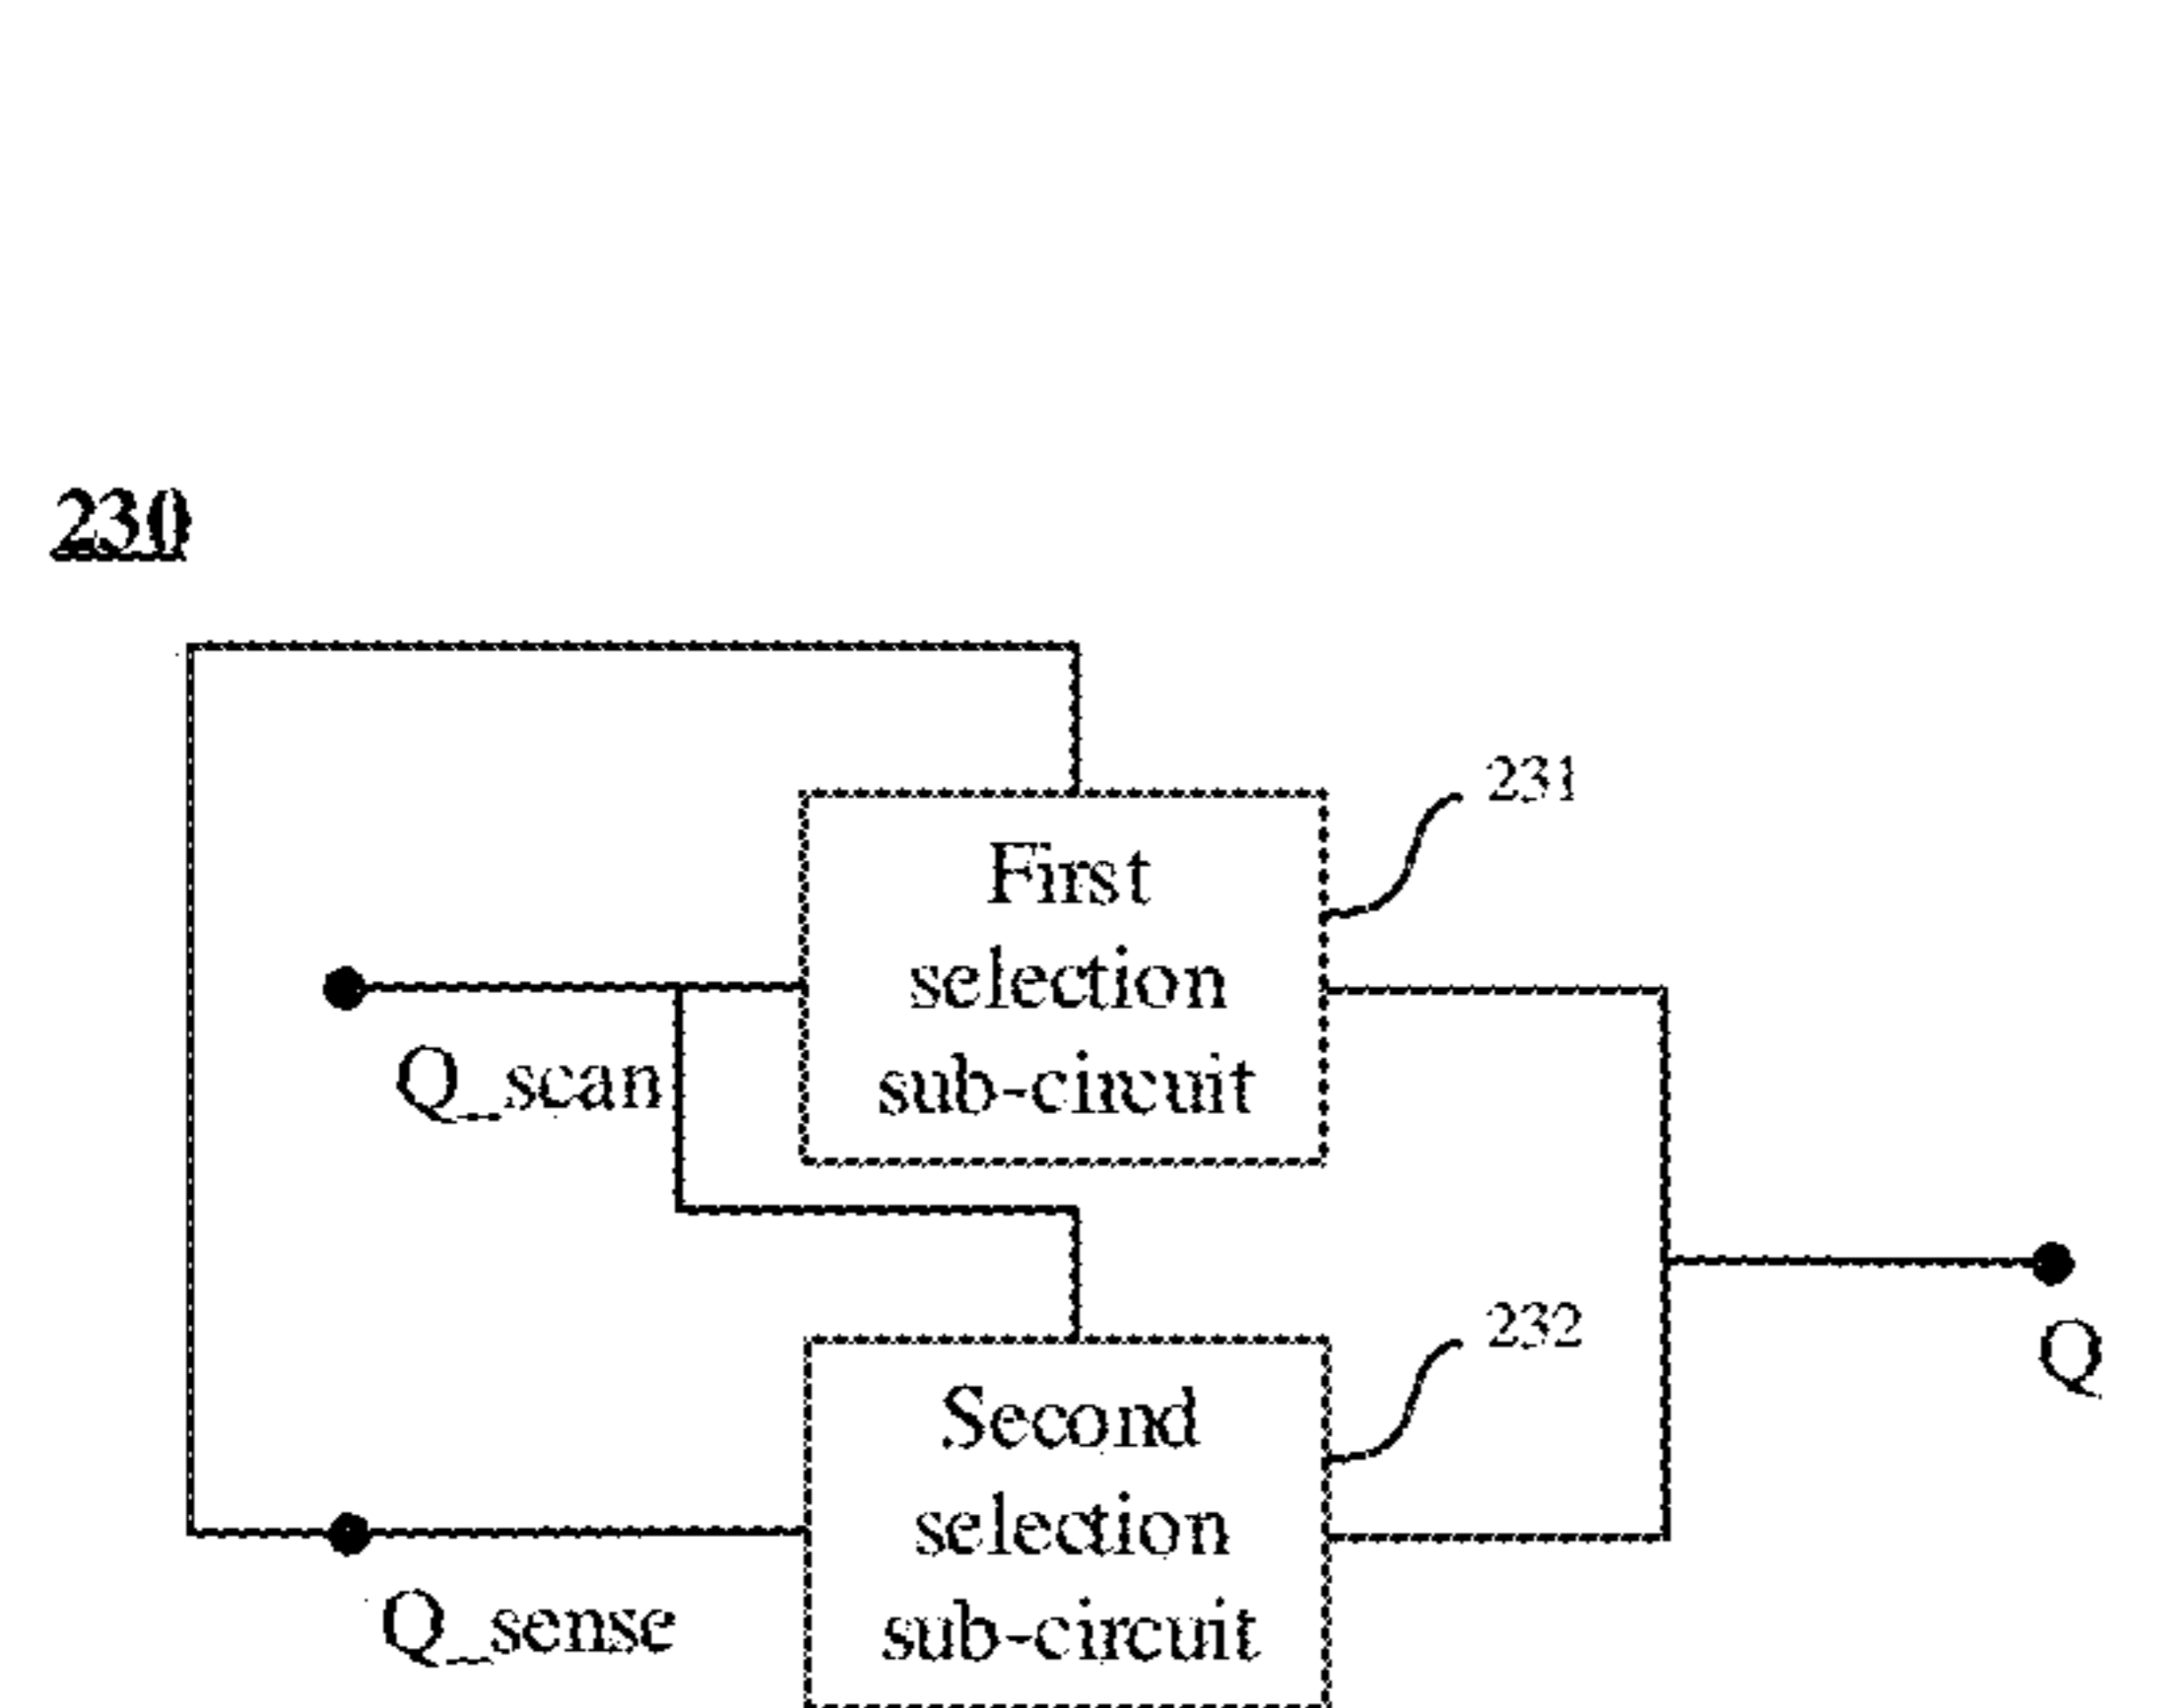 230
231
First
selection
sub-circuit
Q_scan
232
Q
Second
selection
sub-circuit
Q_sense